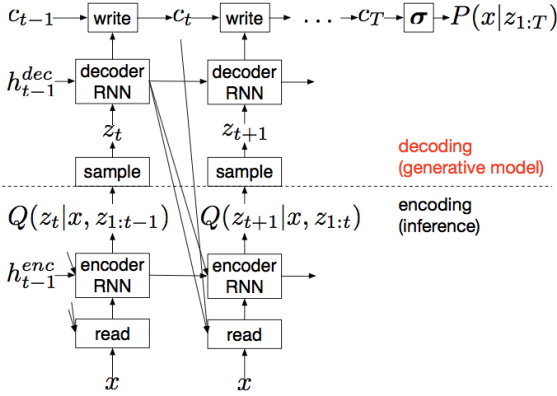 c_{t-1} write c_t write . . . c_T σ P(x|z_{1:T})
h_{t-1}^{dec} decoder RNN decoder RNN
z_t z_{t+1}
decoding
(generative model)
sample sample
encoding
(inference)
Q(z_t|x, z_{1:t-1}) Q(z_{t+1}|x, z_{1:t})
h_{t-1}^{enc} encoder RNN encoder RNN
read read
x x